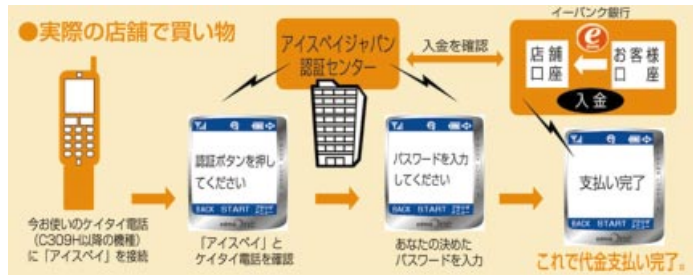 ●実際の店舗で買い物
アイスペイジャパン
認証センター
入金を確認
イーバンク銀行
e
店舗
口座
お客様
口座
入金
認証ボタンを押し
てください
BACK START
パスワードを入力
してください
BACK START
支払い完了
BACK START
今お使いのケイタイ電話
(C309H以降の機種)
に「アイスペイ」を接続
「アイスペイ」と
ケイタイ電話を確認
あなたの決めた
パスワードを入力
これで代金支払い完了。